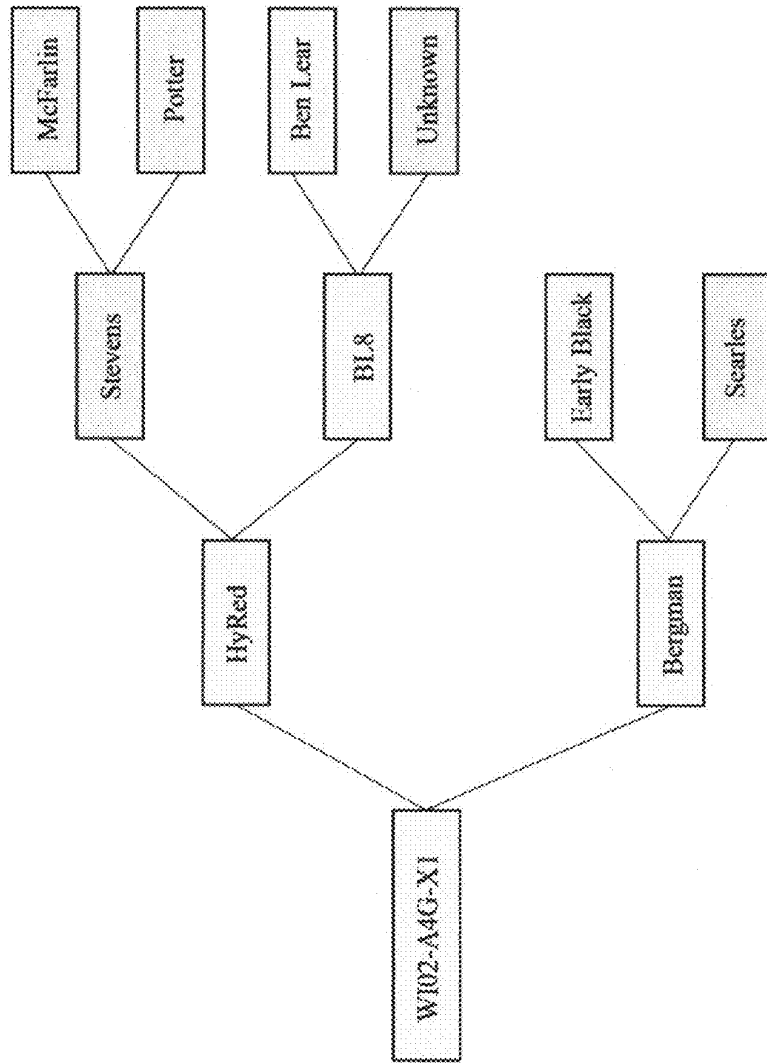 McFarlin
Potter
Ben Lear
Unknown
Stevens
BL8
Early Black
Searles
HyRed
Bergman
WI02-A4G-X1